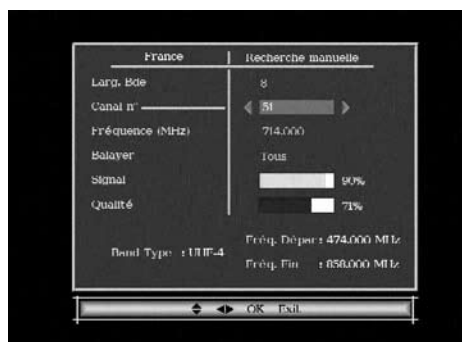 France Recherche manuelle
Larg. Bde 8
Canal n° 51
Fréquence (MHz) 714.000
Balayer Tous
Signal 90%
Qualité 71%
Fréq. Dépar : 474.000 MHz
Band Type : UHF-4
Fréq. Fin : 858.000 MHz
OK Exit